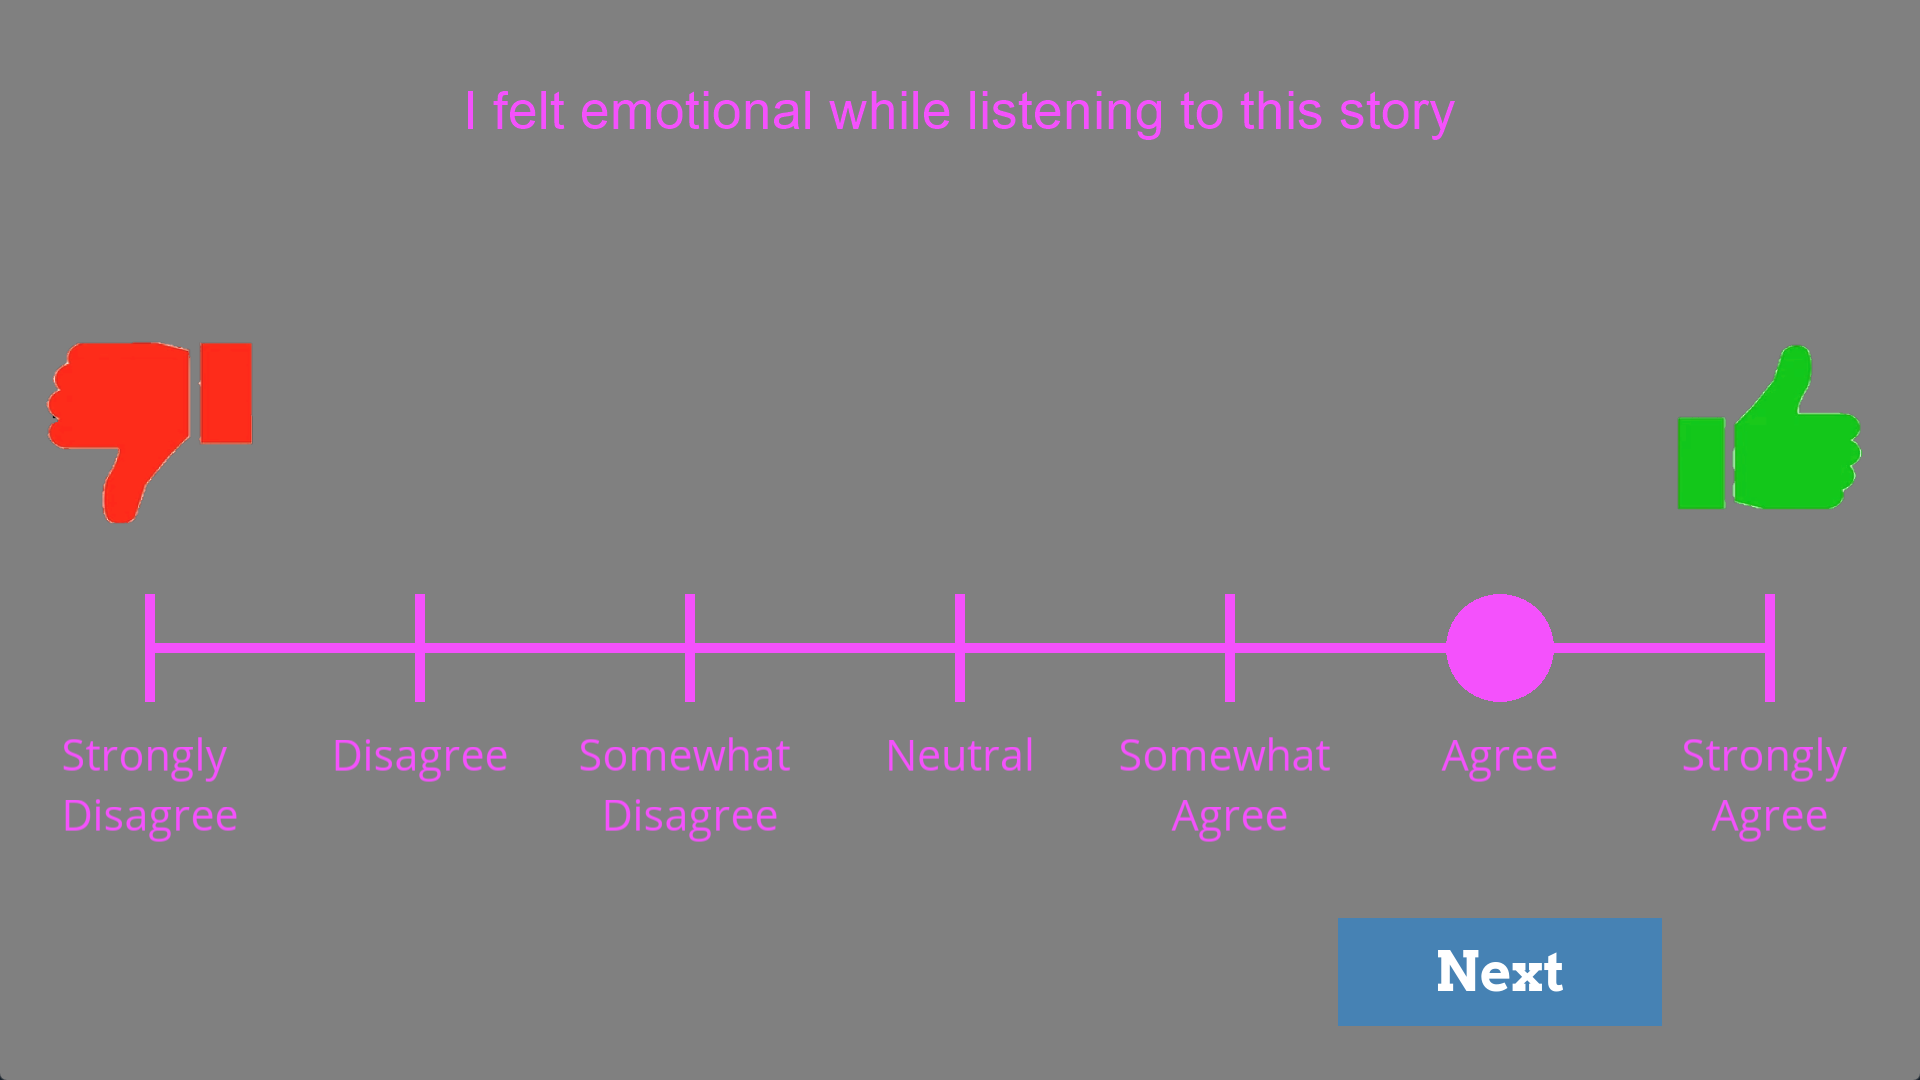 I felt emotional while listening to this story
Strongly Disagree
Disagree
Somewhat Disagree
Neutral
Somewhat Agree
Agree
Strongly Agree
Next